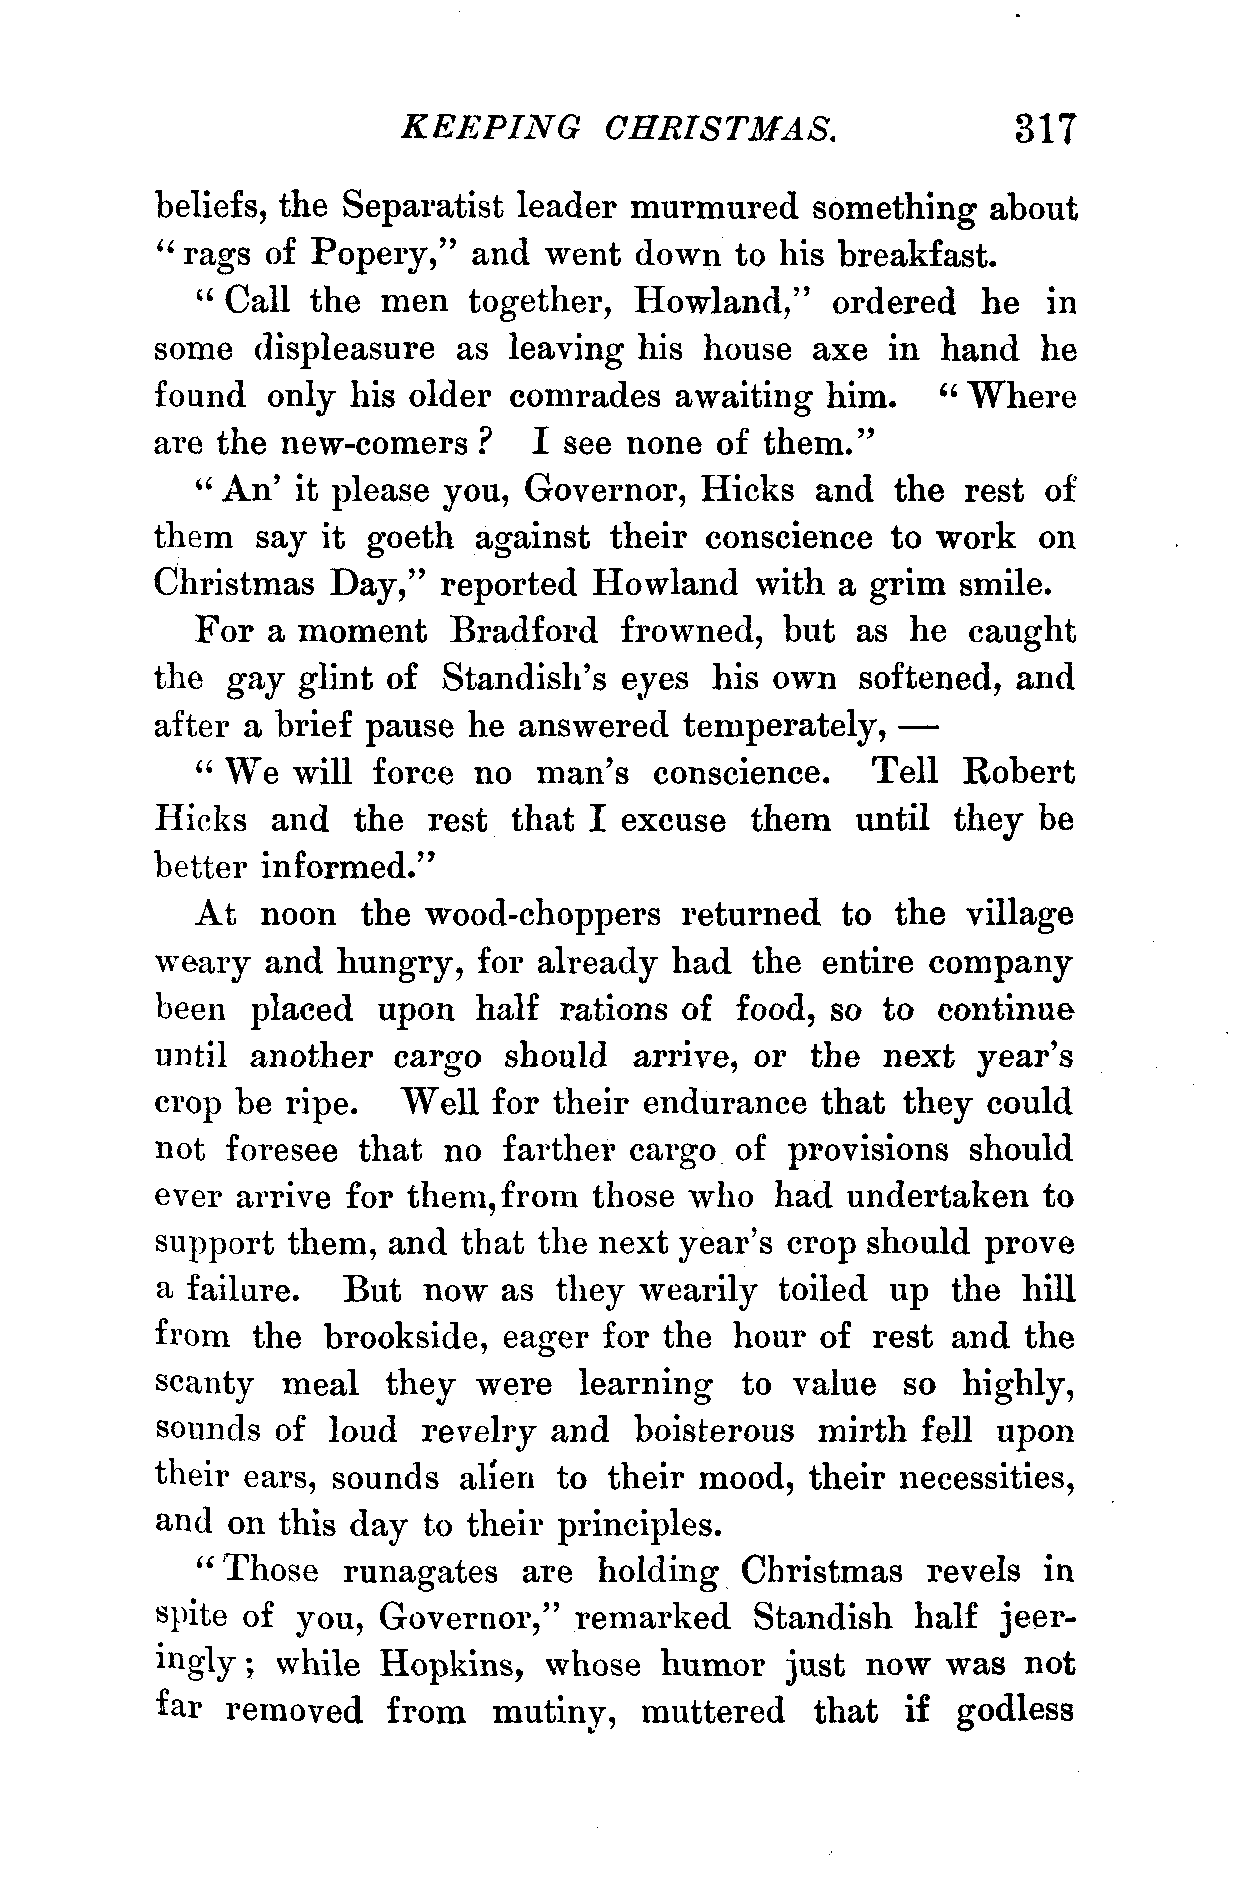 KEEPING CHRISTMAS. 317
beliefs, the Separatist leader murmured something about
"rags of Popery," and went down to his breakfast.
"Call the men together, Howland," ordered he in
some displeasure as leaving his house axe in hand he
found only his older comrades awaiting him. "Where
are the new-comers? I see none of them."
"An' it please you, Governor, Hicks and the rest of
them say it goeth against their conscience to work on
Christmas Day," reported Howland with a grim smile.
For a moment Bradford frowned, but as he caught
the gay glint of Standish's eyes his own softened, and
after a brief pause he answered temperately, —
"We will force no man's conscience. Tell Robert
Hicks and the rest that I excuse them until they be
better informed."
At noon the wood-choppers returned to the village
weary and hungry, for already had the entire company
been placed upon half rations of food, so to continue
until another cargo should arrive, or the next year's
crop be ripe. Well for their endurance that they could
not foresee that no farther cargo of provisions should
ever arrive for them, from those who had undertaken to
support them, and that the next year's crop should prove
a failure. But now as they wearily toiled up the hill
from the brookside, eager for the hour of rest and the
scanty meal they were learning to value so highly,
sounds of loud revelry and boisterous mirth fell upon
their ears, sounds alien to their mood, their necessities,
and on this day to their principles.
"Those runagates are holding Christmas revels in
spite of you, Governor," remarked Standish half jeer-
ingly; while Hopkins, whose humor just now was not
far removed from mutiny, muttered that if godless